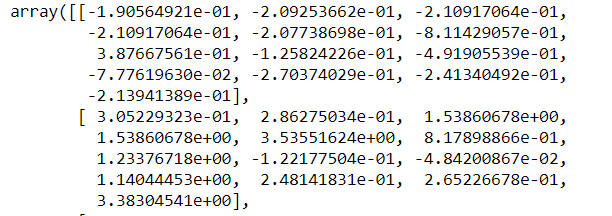 array([[-1.90564921e-01, -2.09253662e-01, -2.10917064e-01,
-2.10917064e-01, -2.07738698e-01, -8.11429057e-01,
3.87667561e-01, -1.25824226e-01, -4.91905539e-01,
-7.77619630e-02, -2.70374029e-01, -2.41340492e-01,
-2.13941389e-01],
[ 3.05229323e-01, 2.86275034e-01, 1.53860678e+00,
1.53860678e+00, 3.53551624e+00, 8.17898866e-01,
1.23376718e+00, -1.22177504e-01, -4.84200867e-02,
1.14044453e+00, 2.48141831e-01, 2.65226678e-01,
3.38304541e+00],